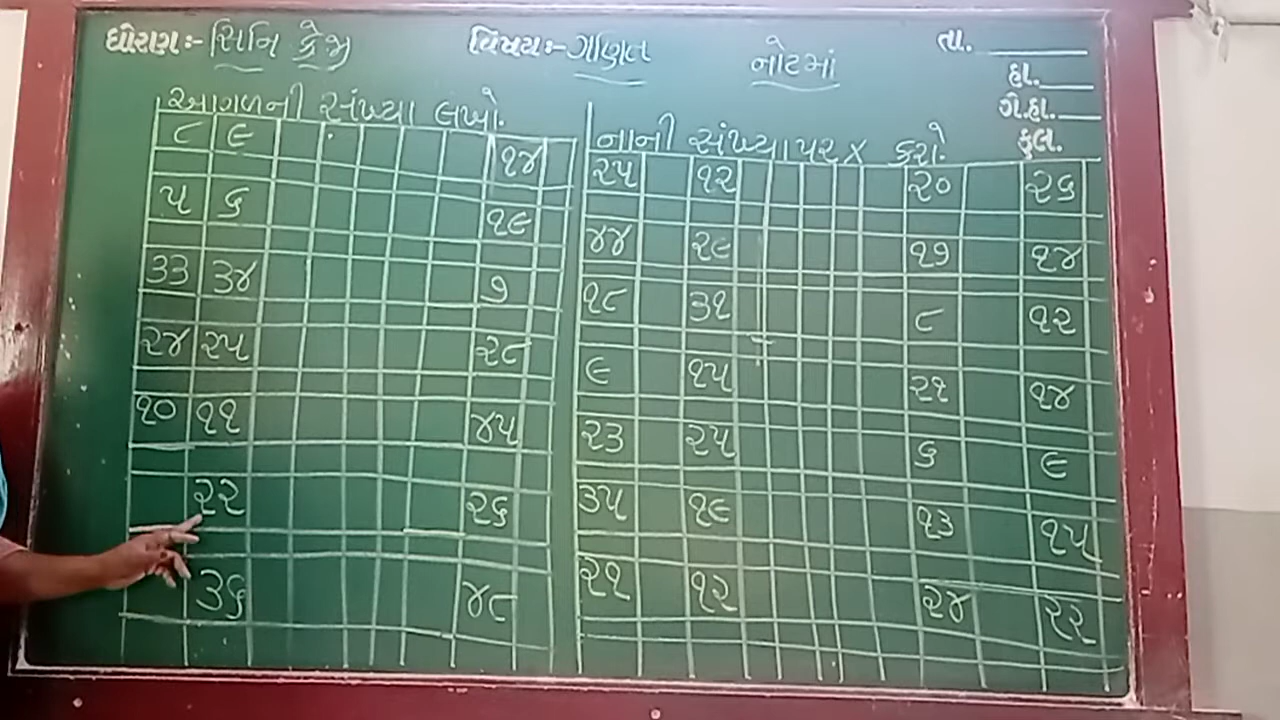 ધોરણઃ- સિનિ કેજી વિષયઃ- ગણિત નોટમાં તા. ______
હા. ____
ગે.હા. ____
કુલ.
આગળની સંખ્યા લખો.
૮ ૯ ૧૪
૫ ૬ ૧૯
૩૩ ૩૪ ૭
૨૪ ૨૫ ૨૮
૧૦ ૧૧ ૪૫
૨૨ ૨૬
૩૬ ૪૮
નાની સંખ્યા પર X કરો.
૨૫ ૧૨ ૨૦ ૨૬
૪૪ ૨૯ ૧૭ ૧૪
૧૮ ૩૧ ૮ ૧૨
૯ ૧૫ ૨૧ ૧૪
૨૩ ૨૫ ૬ ૯
૩૫ ૧૯ ૧૩ ૧૫
૨૧ ૧૨ ૨૪ ૨૨